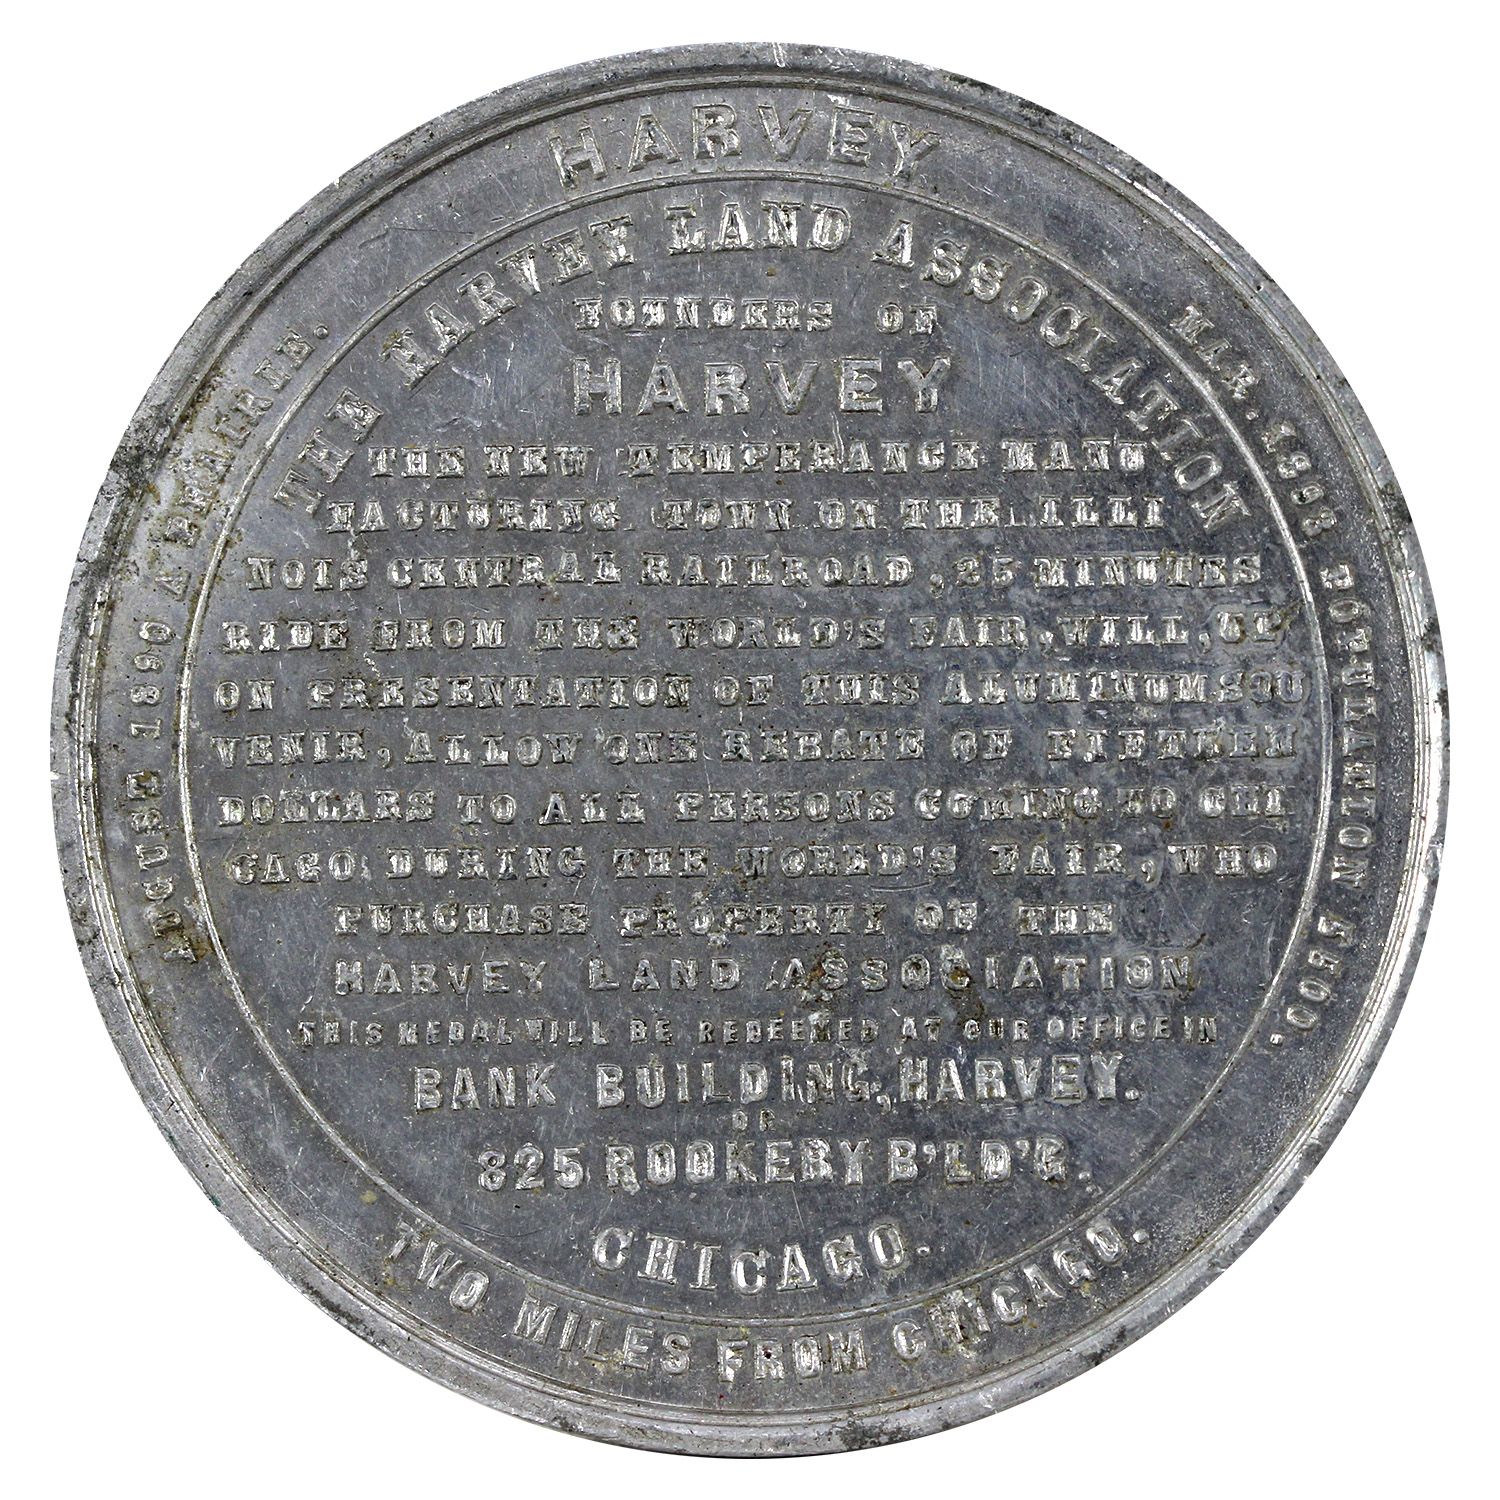 HARVEY
AUGUST 1890 A PRAIRIE.
MAR. 1893 POPULATION 5500.
TWO MILES FROM CHICAGO.
THE HARVEY LAND ASSOCIATION
FOUNDERS OF
HARVEY
THE NEW TEMPERANCE MANU
FACTURING TOWN ON THE ILLI
NOIS CENTRAL RAILROAD, 25 MINUTES
RIDE FROM THE WORLD'S FAIR, WILL, UP
ON PRESENTATION OF THIS ALUMINUM SOU
VENIR, ALLOW ONE REBATE OF FIFTEEN
DOLLARS TO ALL PERSONS COMING TO CHI
CAGO DURING THE WORLD'S FAIR, WHO
PURCHASE PROPERTY OF THE
HARVEY LAND ASSOCIATION
THIS MEDAL WILL BE REDEEMED AT OUR OFFICE IN
BANK BUILDING, HARVEY.
OR
825 ROOKERY B'LD'G.
CHICAGO.